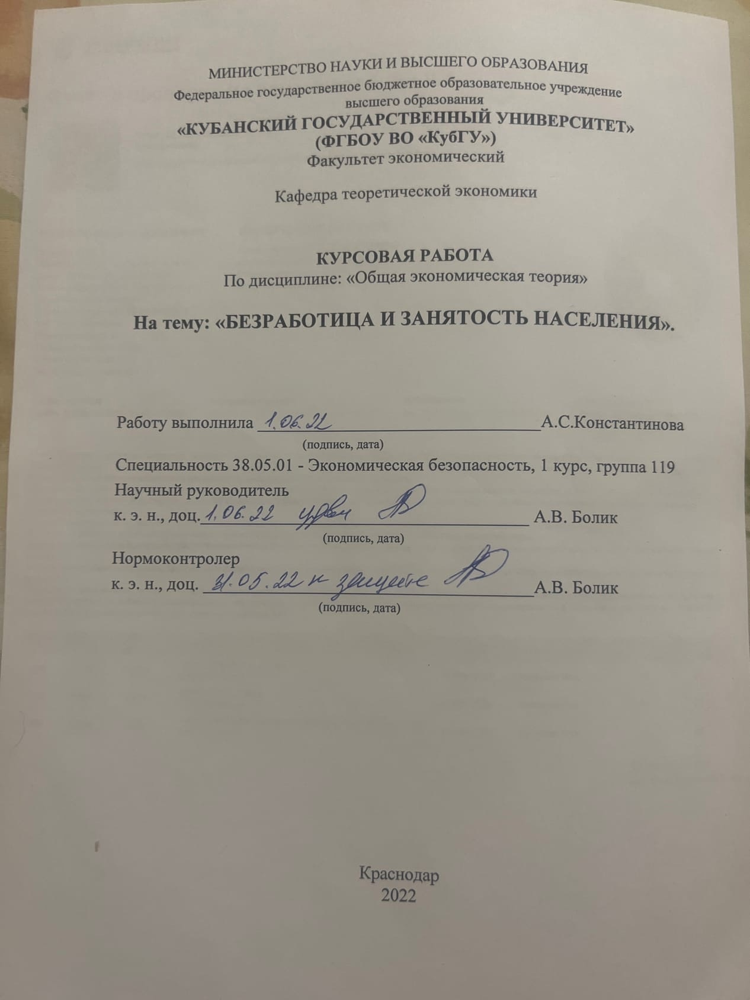 МИНИСТЕРСТВО НАУКИ И ВЫСШЕГО ОБРАЗОВАНИЯ
Федеральное государственное бюджетное образовательное учреждение
высшего образования
«КУБАНСКИЙ ГОСУДАРСТВЕННЫЙ УНИВЕРСИТЕТ»
(ФГБОУ ВО «КубГУ»)
Факультет экономический
Кафедра теоретической экономики
КУРСОВАЯ РАБОТА
По дисциплине: «Общая экономическая теория»
На тему: «БЕЗРАБОТИЦА И ЗАНЯТОСТЬ НАСЕЛЕНИЯ».
Работу выполнила 1.06.22 А.С.Константинова
(подпись, дата)
Специальность 38.05.01 - Экономическая безопасность, 1 курс, группа 119
Научный руководитель
к. э. н., доц. 1.06.22 удовл А.В. Болик
(подпись, дата)
Нормоконтролер
к. э. н., доц. 31.05.22 к защите А.В. Болик
(подпись, дата)
Краснодар
2022